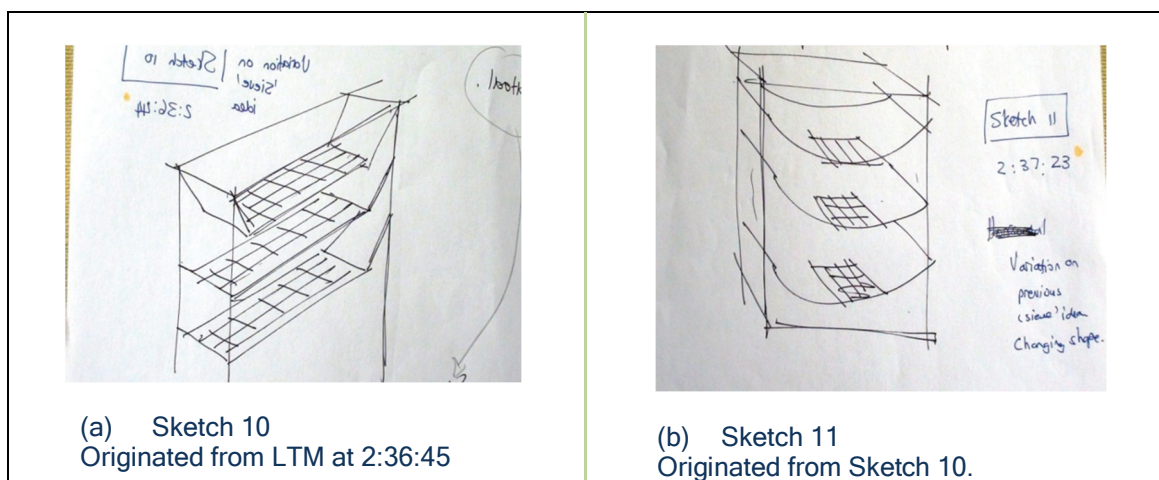 Variation on
'Sieve'
idea
Sketch 10
2:36:44
Sketch 11
2:37:23
Variation on
previous
'sieve' idea
Changing shape.
(a) Sketch 10
Originated from LTM at 2:36:45
(b) Sketch 11
Originated from Sketch 10.